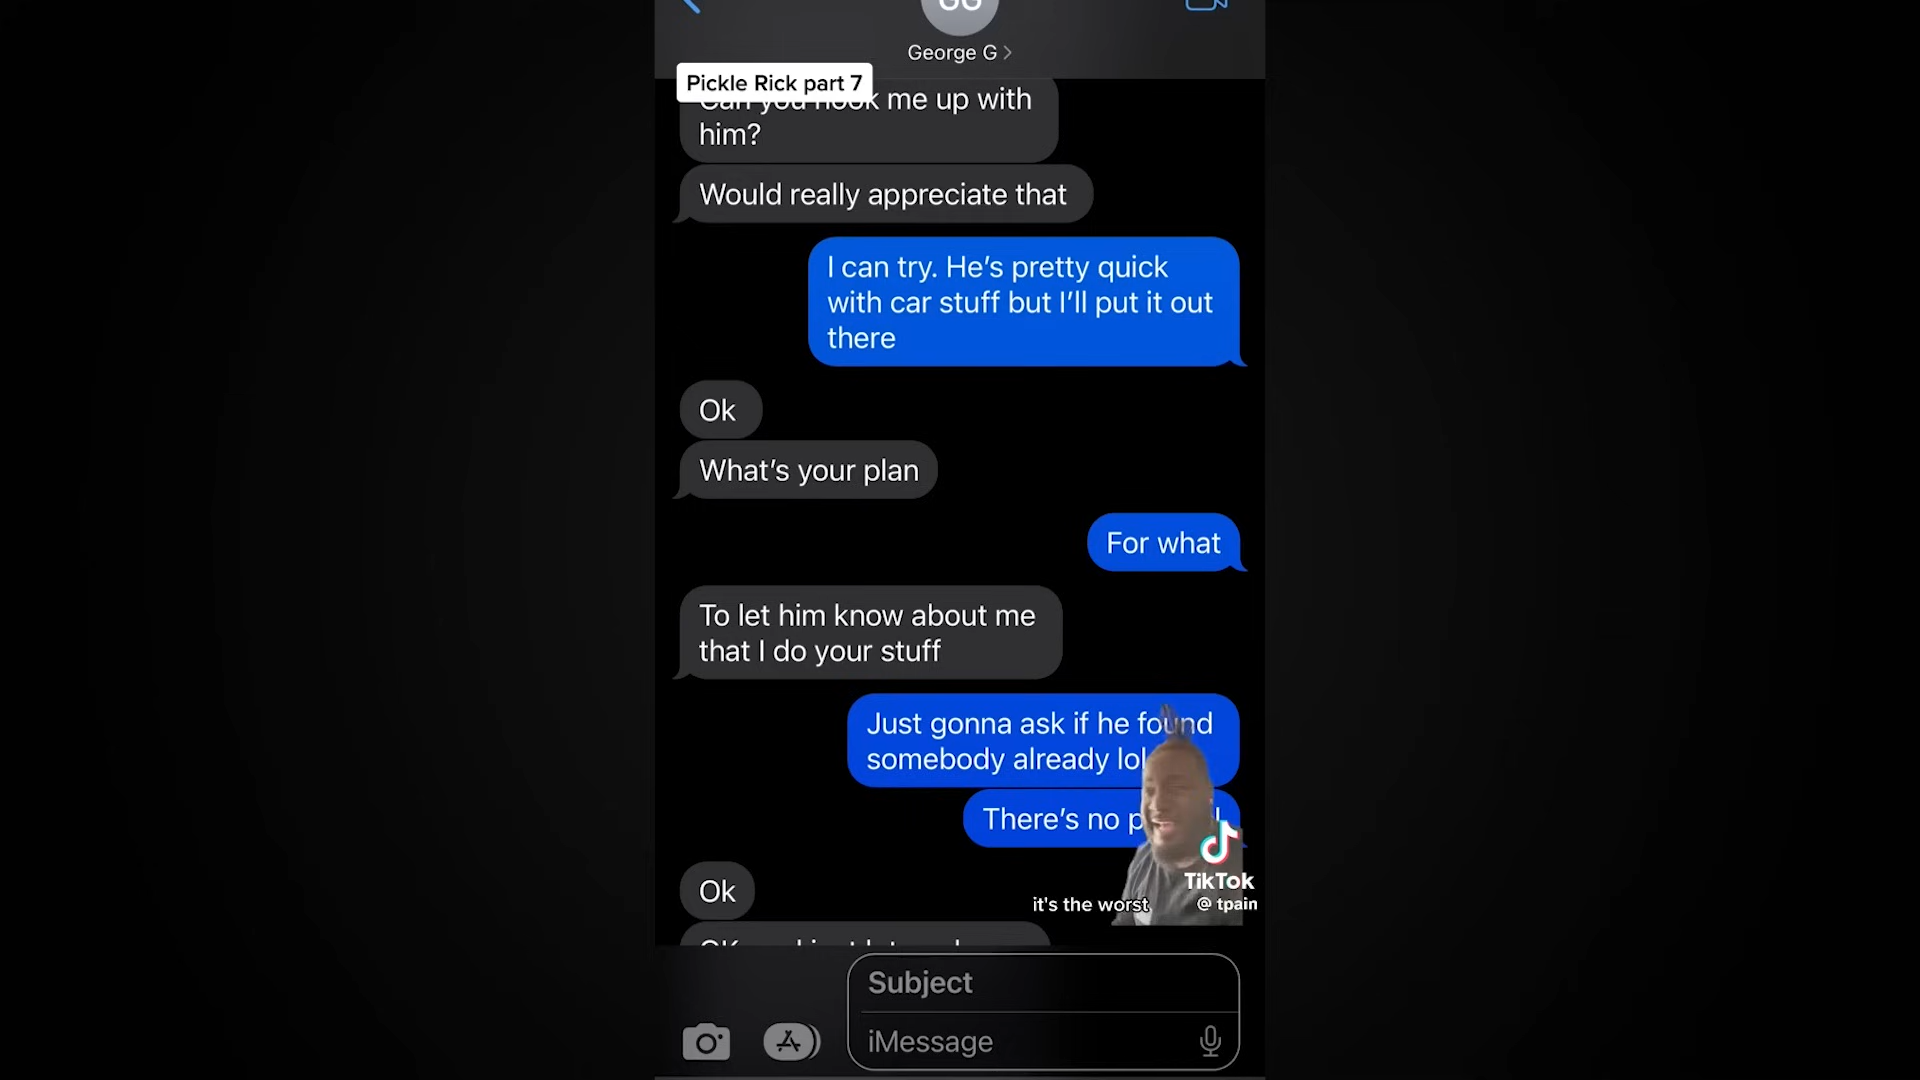 GG
George G
Pickle Rick part 7
me up with
him?
Would really appreciate that
I can try. He's pretty quick
with car stuff but I'll put it out
there
Ok
What's your plan
For what
To let him know about me
that I do your stuff
Just gonna ask if he found
somebody already lol
There's no
Ok
it's the worst
TikTok
@ tpain
Subject
iMessage